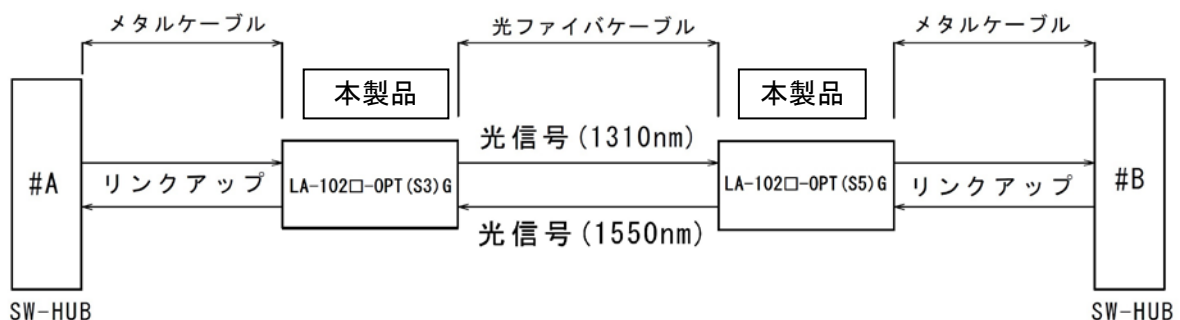 メタルケーブル
光ファイバケーブル
メタルケーブル
本製品
本製品
光信号(1310nm)
#A
リンクアップ
LA-102□-OPT(S3)G
LA-102□-OPT(S5)G
リンクアップ
#B
光信号(1550nm)
SW-HUB
SW-HUB